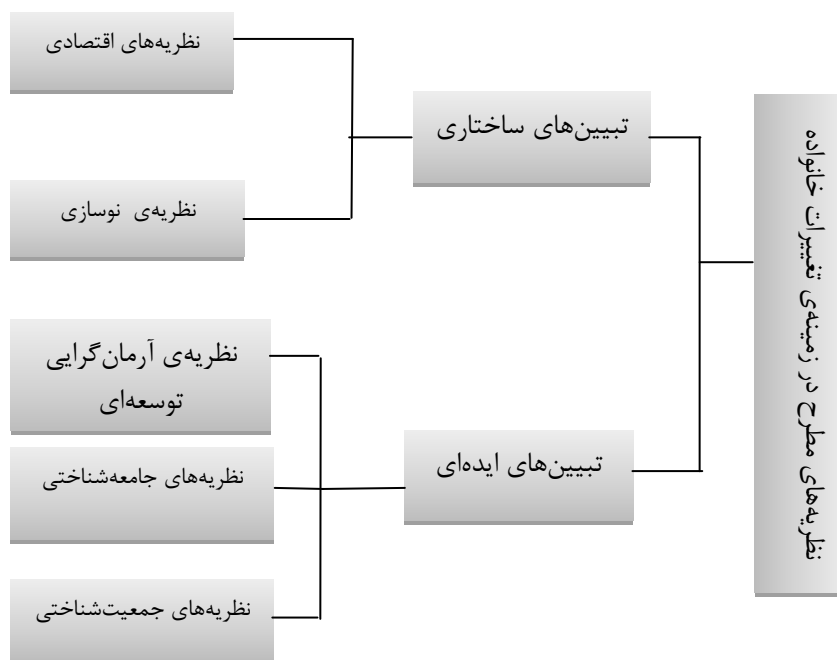 نظریه‌های مطرح در زمینه‌ی تغییرات خانواده
تبیین‌های ساختاری
نظریه‌های اقتصادی
نظریه‌ی نوسازی
تبیین‌های ایده‌ای
نظریه‌ی آرمان‌گرایی
توسعه‌ای
نظریه‌های جامعه‌شناختی
نظریه‌های جمعیت‌شناختی